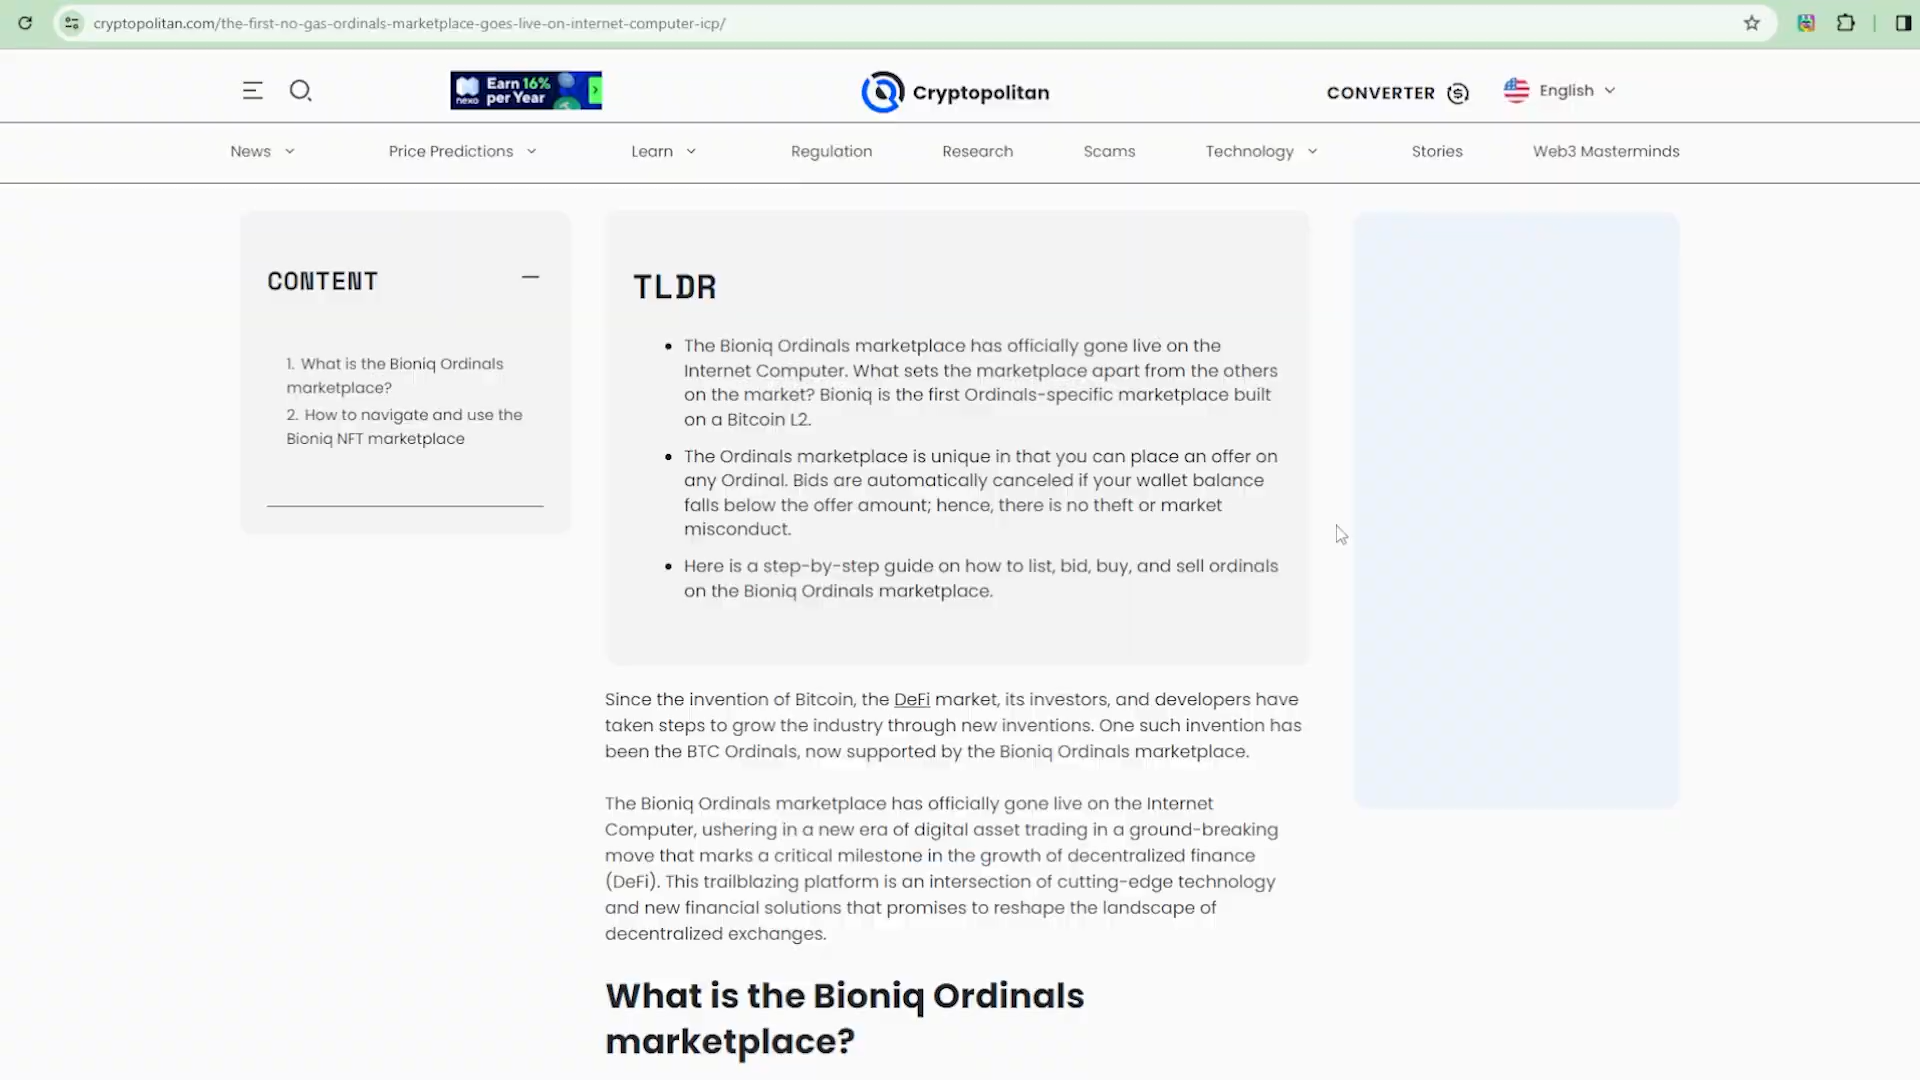 cryptopolitan.com/the-first-no-gas-ordinals-marketplace-goes-live-on-internet-computer-icp/
nexo
Earn 16%
per Year
Cryptopolitan
CONVERTER
English
News
Price Predictions
Learn
Regulation
Research
Scams
Technology
Stories
Web3 Masterminds
CONTENT
1. What is the Bioniq Ordinals
marketplace?
2. How to navigate and use the
Bioniq NFT marketplace
TLDR
• The Bioniq Ordinals marketplace has officially gone live on the
Internet Computer. What sets the marketplace apart from the others
on the market? Bioniq is the first Ordinals-specific marketplace built
on a Bitcoin L2.
• The Ordinals marketplace is unique in that you can place an offer on
any Ordinal. Bids are automatically canceled if your wallet balance
falls below the offer amount; hence, there is no theft or market
misconduct.
• Here is a step-by-step guide on how to list, bid, buy, and sell ordinals
on the Bioniq Ordinals marketplace.
Since the invention of Bitcoin, the DeFi market, its investors, and developers have
taken steps to grow the industry through new inventions. One such invention has
been the BTC Ordinals, now supported by the Bioniq Ordinals marketplace.
The Bioniq Ordinals marketplace has officially gone live on the Internet
Computer, ushering in a new era of digital asset trading in a ground-breaking
move that marks a critical milestone in the growth of decentralized finance
(DeFi). This trailblazing platform is an intersection of cutting-edge technology
and new financial solutions that promises to reshape the landscape of
decentralized exchanges.
What is the Bioniq Ordinals
marketplace?